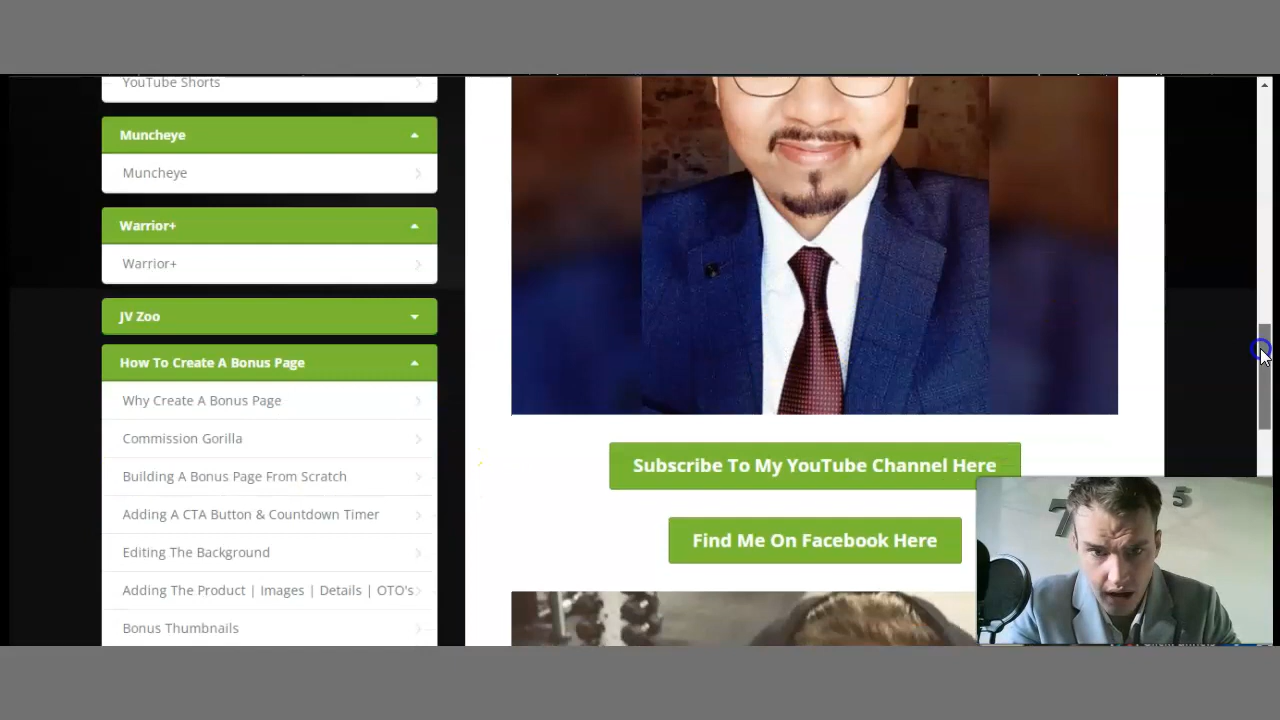 YouTube Shorts
Muncheye
Muncheye
Warrior+
Warrior+
JV Zoo
How To Create A Bonus Page
Why Create A Bonus Page
Commission Gorilla
Building A Bonus Page From Scratch
Adding A CTA Button & Countdown Timer
Editing The Background
Adding The Product | Images | Details | OTO's
Bonus Thumbnails
Subscribe To My YouTube Channel Here
Find Me On Facebook Here
7 5